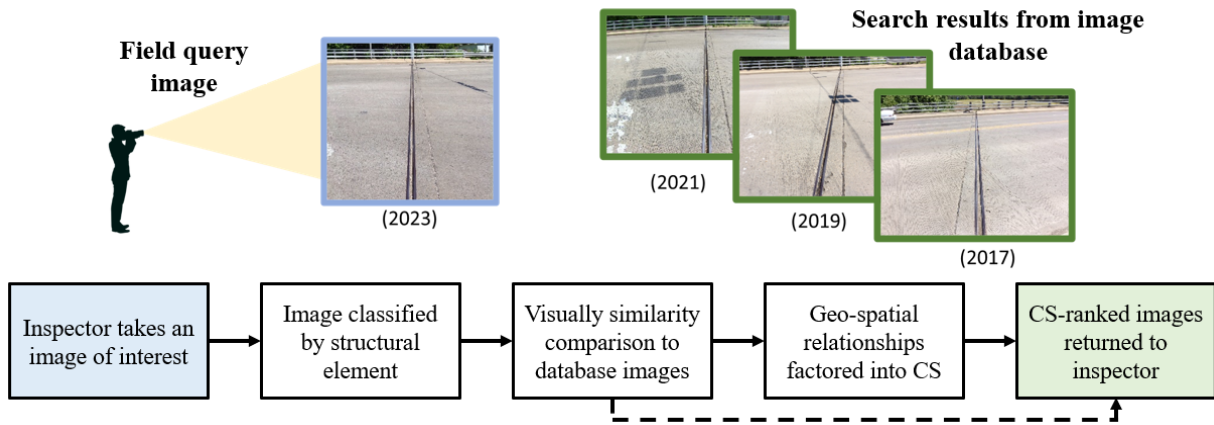 Field query
image
(2023)
Search results from image
database
(2021)
(2019)
(2017)
Inspector takes an
image of interest
Image classified
by structural
element
Visually similarity
comparison to
database images
Geo-spatial
relationships
factored into CS
CS-ranked images
returned to
inspector